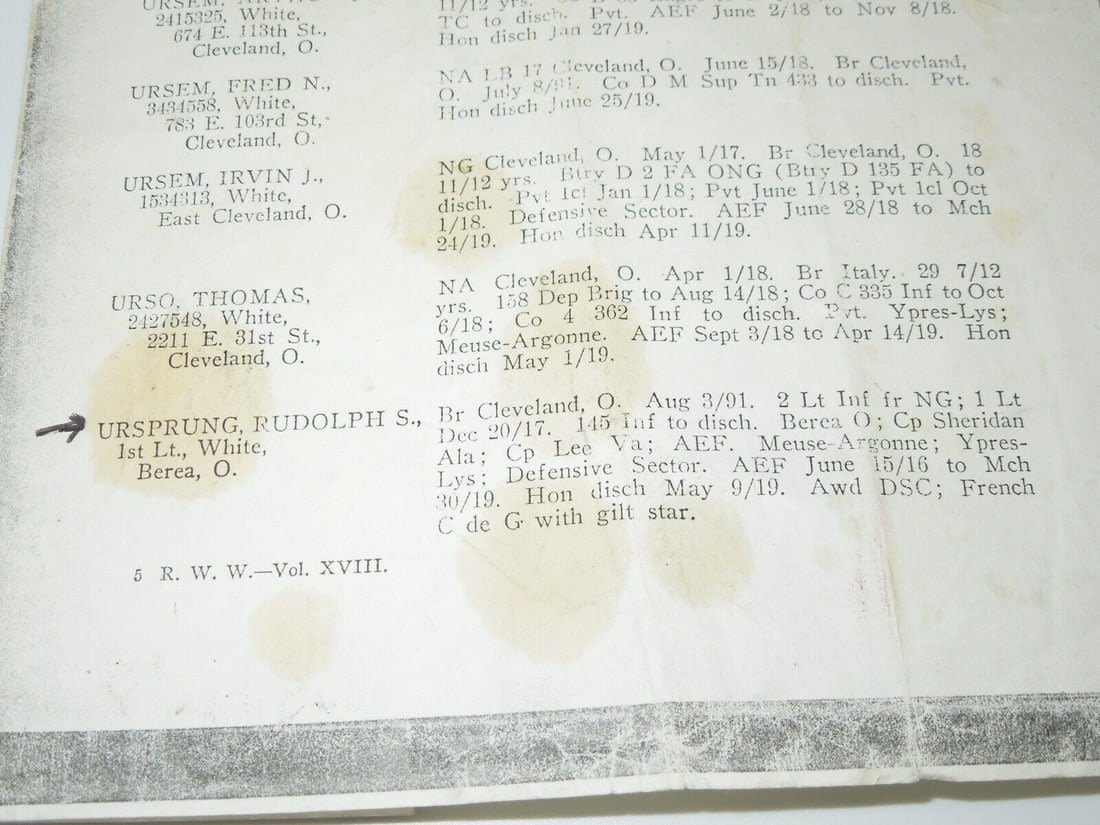 2415325, White,
674 E. 113th St.,
Cleveland, O.
11/12 yrs.
TC to disch. Pvt. AEF June 2/18 to Nov 8/18.
Hon disch Jan 27/19.
URSEM, FRED N.,
3434558, White,
783 E. 103rd St,
Cleveland, O.
NA LB 17 Cleveland, O. June 15/18. Br Cleveland,
O. July 8/91. Co D M Sup Tn 433 to disch. Pvt.
Hon disch June 25/19.
URSEM, IRVIN J.,
1534313, White,
East Cleveland, O.
NG Cleveland, O. May 1/17. Br Cleveland, O. 18
11/12 yrs. Btry D 2 FA ONG (Btry D 135 FA) to
disch. Pvt 1cl Jan 1/18; Pvt June 1/18; Pvt 1cl Oct
1/18. Defensive Sector. AEF June 28/18 to Mch
24/19. Hon disch Apr 11/19.
URSO, THOMAS,
2427548, White,
2211 E. 31st St.,
Cleveland, O.
NA Cleveland, O. Apr 1/18. Br Italy. 29 7/12
yrs. 158 Dep Brig to Aug 14/18; Co C 335 Inf to Oct
6/18; Co 4 362 Inf to disch. Pvt. Ypres-Lys;
Meuse-Argonne. AEF Sept 3/18 to Apr 14/19. Hon
disch May 1/19.
URSPRUNG, RUDOLPH S.,
1st Lt., White,
Berea, O.
Br Cleveland, O. Aug 3/91. 2 Lt Inf fr NG; 1 Lt
Dec 20/17. 145 Inf to disch. Berea O; Cp Sheridan
Ala; Cp Lee Va; AEF. Meuse-Argonne; Ypres-
Lys; Defensive Sector. AEF June 15/16 to Mch
30/19. Hon disch May 9/19. Awd DSC; French
C de G with gilt star.
5 R. W. W.—Vol. XVIII.